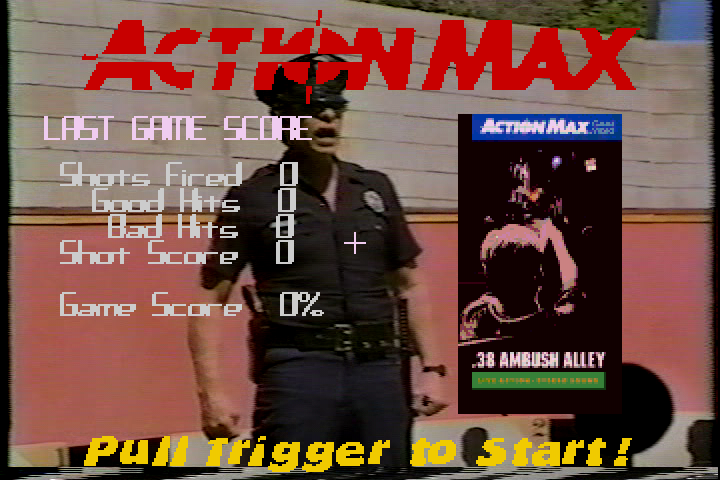 ACTION MAX
LAST GAME SCORE
Shots Fired 0
Good Hits 0
Bad Hits 0
Shot Score 0
Game Score 0%
ACTION MAX
.38 AMBUSH ALLEY
2
Pull Trigger to Start!